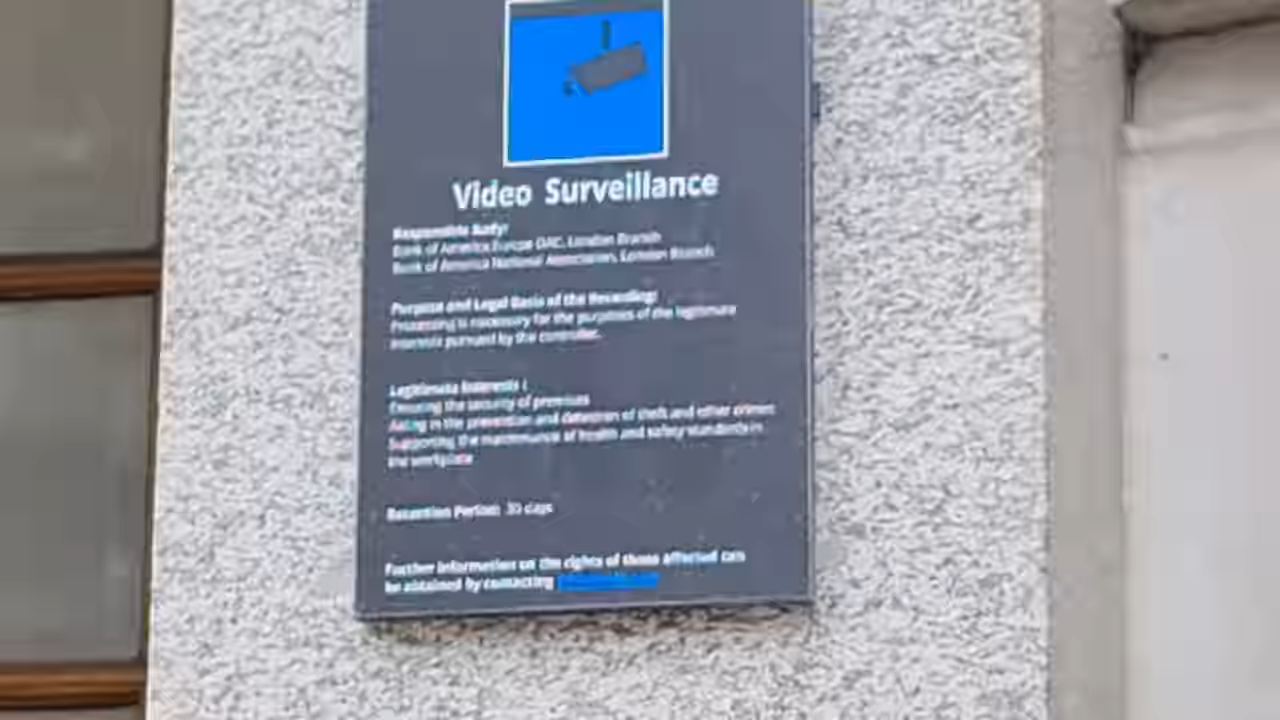 Video Surveillance
Responsible Body:
Bank of America Europe DAC, London Branch
Bank of America National Association, London Branch
Purpose and Legal Basis of the Recording:
Processing is necessary for the purposes of the legitimate
interests pursued by the controller.
Legitimate Interests :
Ensuring the security of premises
Aiding in the prevention and detection of theft and other crimes
Supporting the maintenance of health and safety standards in
the workplace
Retention Period: 30 days
Further information on the rights of those affected can
be obtained by contacting